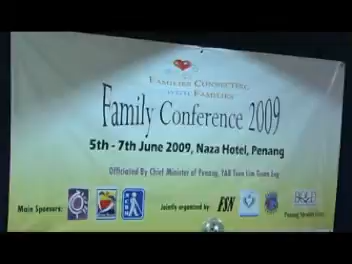 FAMILIES CONNECTING
WITH FAMILIES
Family Conference 2009
5th - 7th June 2009, Naza Hotel, Penang
Officiated By Chief Minister of Penang, YAB Tuan Lim Guan Eng
Main Sponsors:
Jointly organized by:
FSN